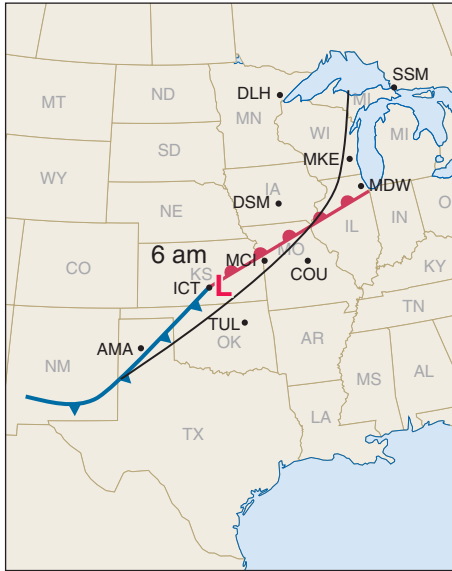 SSM
MT
ND
DLH
MN
MI
WI
MI
SD
MKE
WY
MDW
IA
DSM
NE
IL
IN
O
6 am
MO
CO
KS
MCI
ICT
L
COU
KY
TUL
TN
AMA
OK
AR
NM
MS
AL
TX
LA